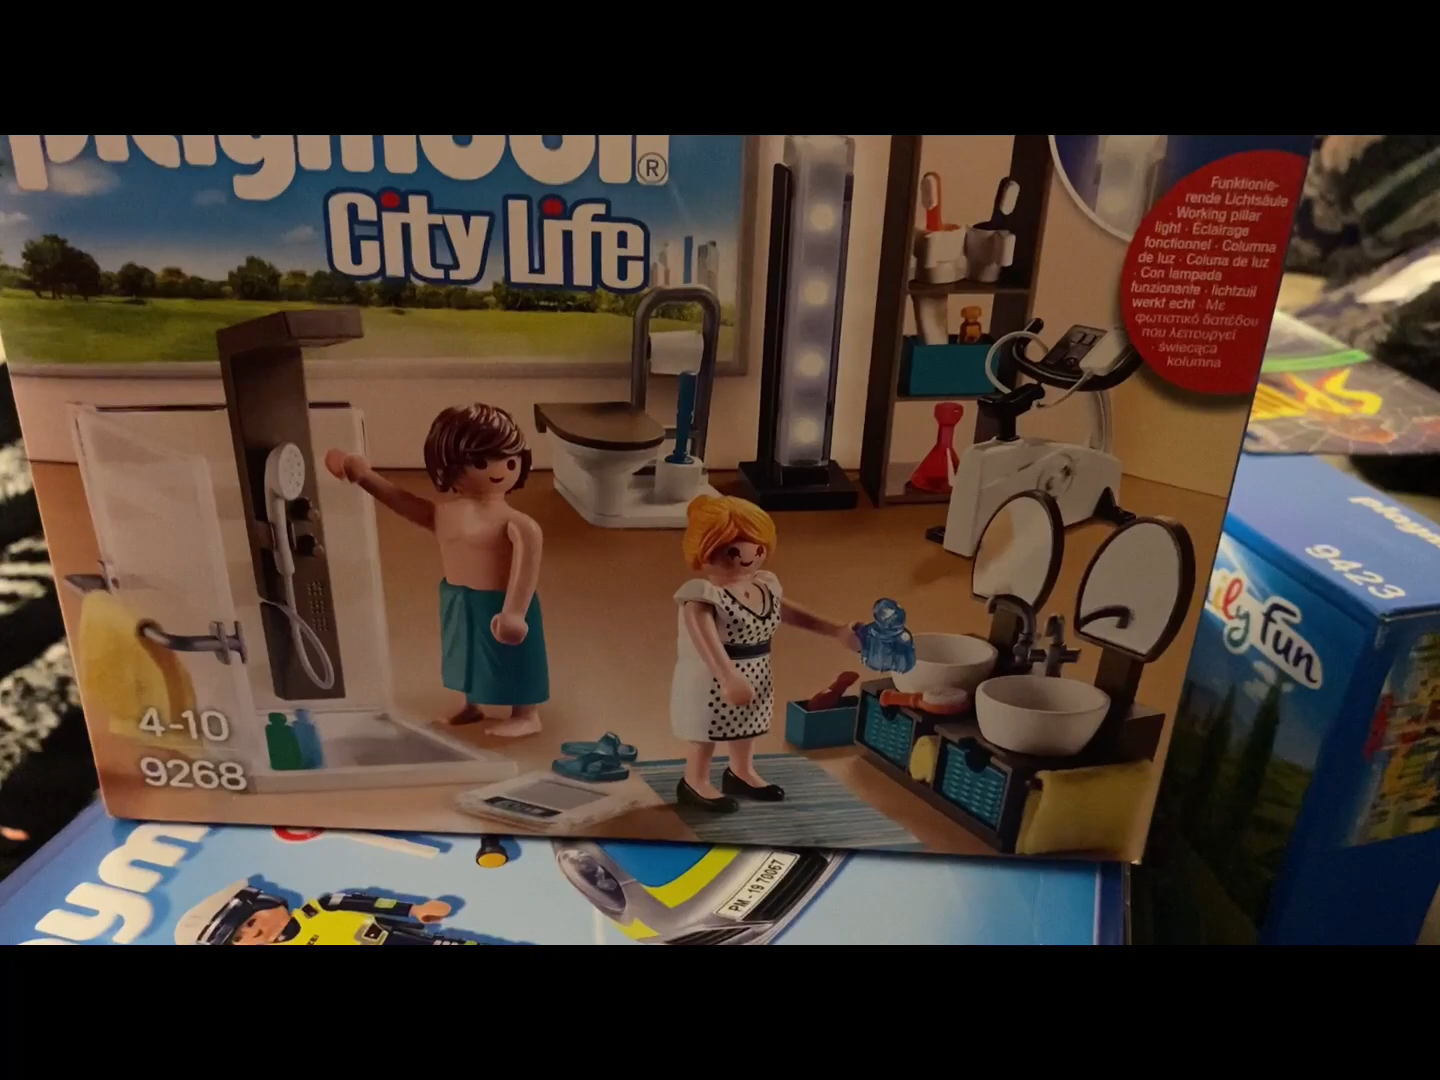 playmobil®
City Life
Funktionie-
rende Lichtsäule
· Working pillar
light · Éclairage
fonctionnel · Columna
de luz · Coluna de luz
· Con lampada
funzionante · lichtzuil
werkt echt · Με
φωτιστικό δαπέδου
που λειτουργεί
· świecąca
kolumna
4-10
9268
9423
ily Fun
PM - 19 70067